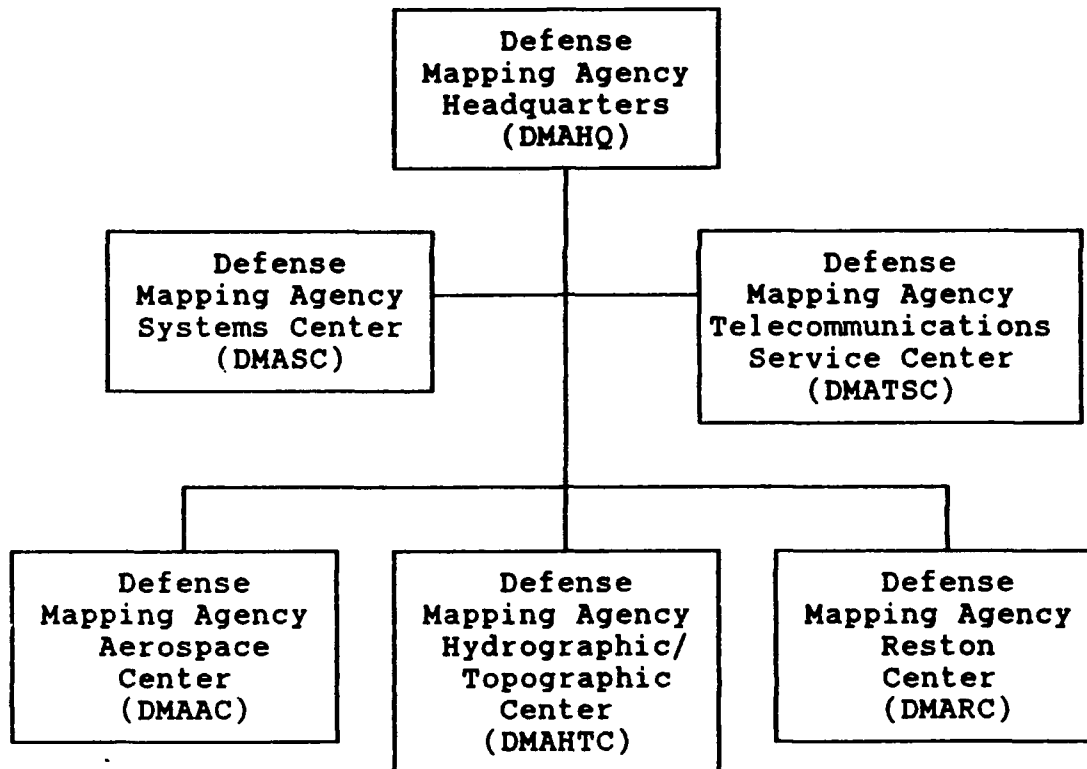 Defense
Mapping Agency
Headquarters
(DMAHQ)
Defense
Mapping Agency
Systems Center
(DMASC)
Defense
Mapping Agency
Telecommunications
Service Center
(DMATSC)
Defense
Mapping Agency
Aerospace
Center
(DMAAC)
Defense
Mapping Agency
Hydrographic/
Topographic
Center
(DMAHTC)
Defense
Mapping Agency
Reston
Center
(DMARC)